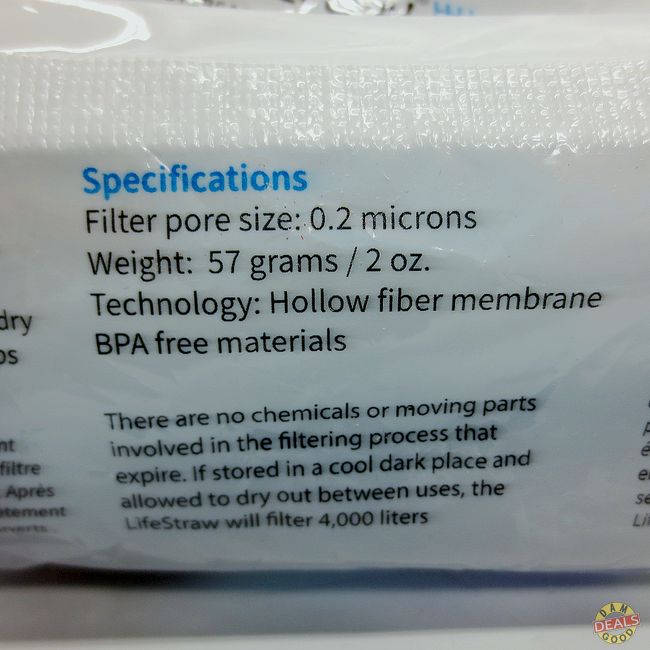 Specifications
Filter pore size: 0.2 microns
Weight: 57 grams / 2 oz.
Technology: Hollow fiber membrane
BPA free materials
There are no chemicals or moving parts
involved in the filtering process that
expire. If stored in a cool dark place and
allowed to dry out between uses, the
LifeStraw will filter 4,000 liters
dry
nt
filtre
Après
DAM
DEALS
GOOD